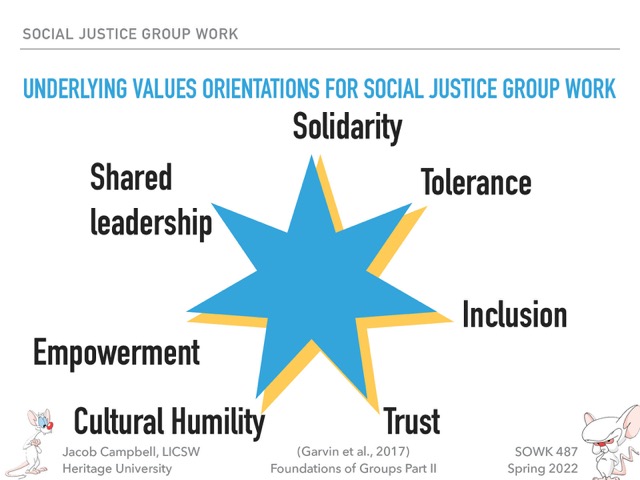 SOCIAL JUSTICE GROUP WORK
UNDERLYING VALUES ORIENTATIONS FOR SOCIAL JUSTICE GROUP WORK
Solidarity
Tolerance
Inclusion
Trust
Cultural Humility
Empowerment
Shared
leadership
Jacob Campbell, LICSW
Heritage University
(Garvin et al., 2017)
Foundations of Groups Part II
SOWK 487
Spring 2022